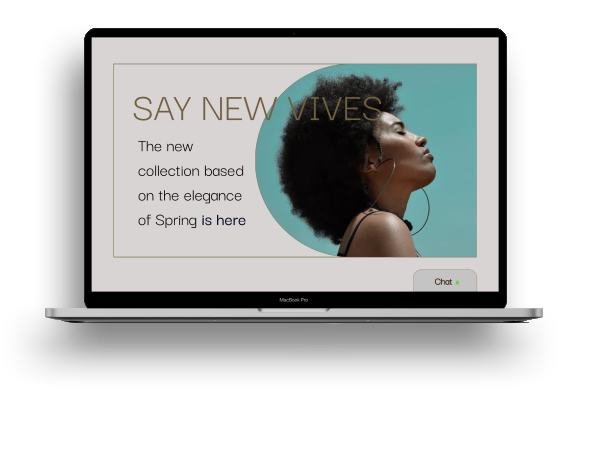 SAY NEW VIVES
The new
collection based
on the elegance
of Spring is here
Chat
MacBook Pro